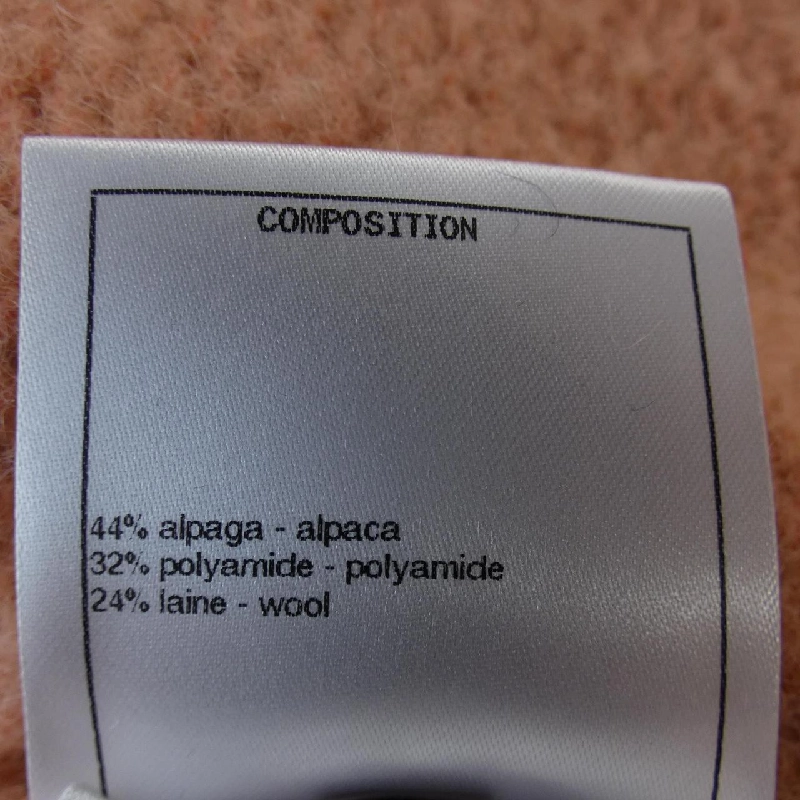 COMPOSITION
44% alpaga - alpaca
32% polyamide - polyamide
24% laine - wool